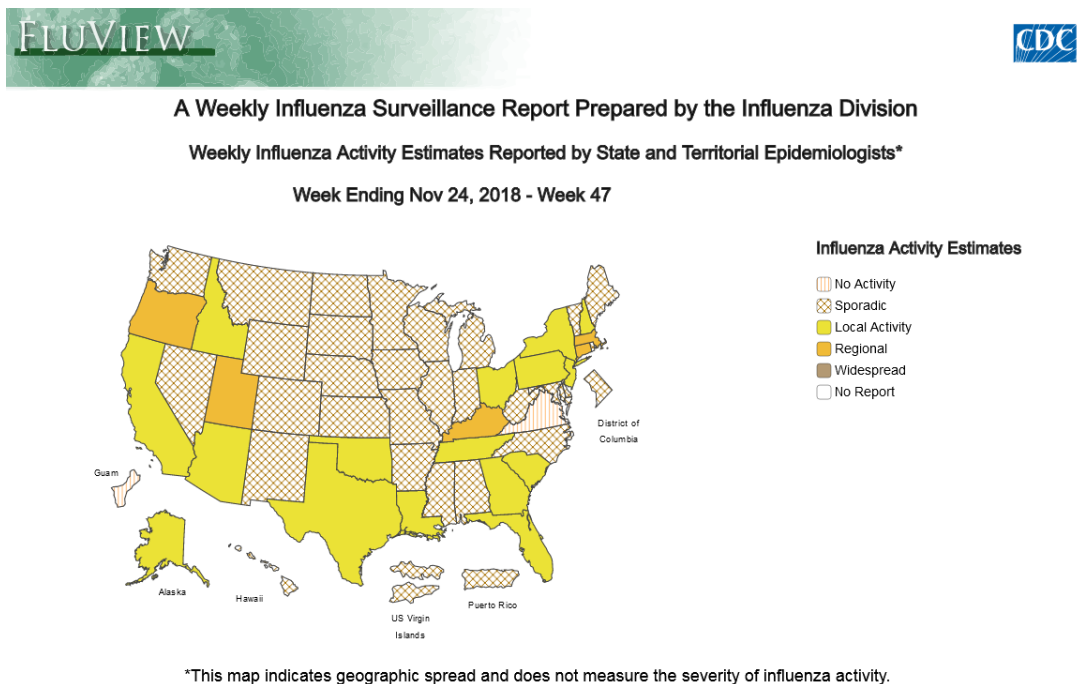 FLUVIEW
CDC
A Weekly Influenza Surveillance Report Prepared by the Influenza Division
Weekly Influenza Activity Estimates Reported by State and Territorial Epidemiologists*
Week Ending Nov 24, 2018 - Week 47
Influenza Activity Estimates
No Activity
Sporadic
Local Activity
Regional
Widespread
No Report
District of
Columbia
Guam
Alaska
Hawaii
US Virgin
Islands
Puerto Rico
*This map indicates geographic spread and does not measure the severity of influenza activity.